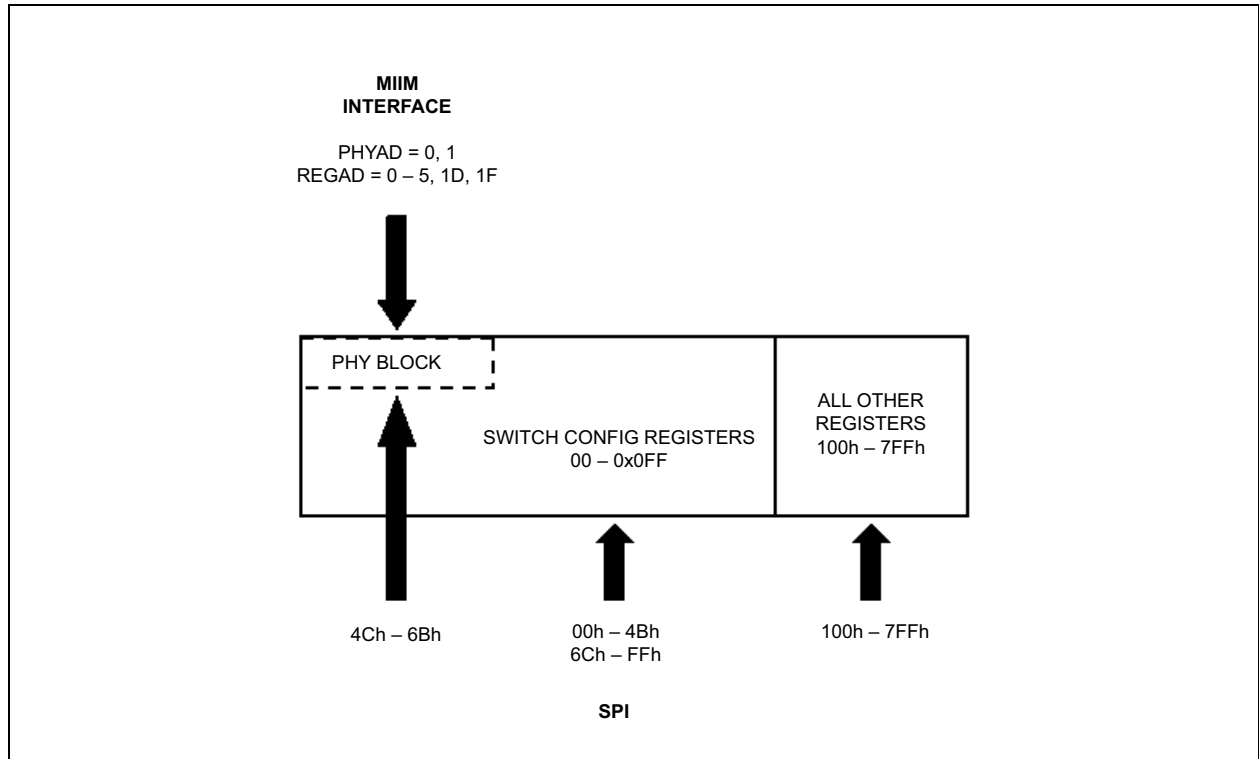 MIIM
INTERFACE
PHYAD = 0, 1
REGAD = 0 – 5, 1D, 1F
PHY BLOCK
SWITCH CONFIG REGISTERS
00 – 0x0FF
ALL OTHER
REGISTERS
100h – 7FFh
4Ch – 6Bh
00h – 4Bh
6Ch – FFh
100h – 7FFh
SPI